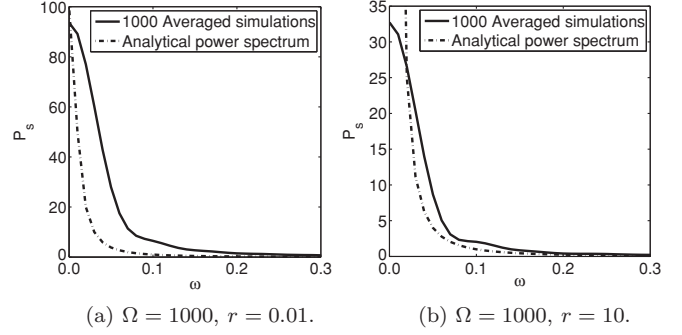 100
80
60
40
20
0
P_s
1000 Averaged simulations
Analytical power spectrum
0.0 0.1 0.2 0.3
ω
(a) Ω = 1000, r = 0.01.
35
30
25
20
15
10
5
0
P_s
1000 Averaged simulations
Analytical power spectrum
0.0 0.1 0.2 0.3
ω
(b) Ω = 1000, r = 10.